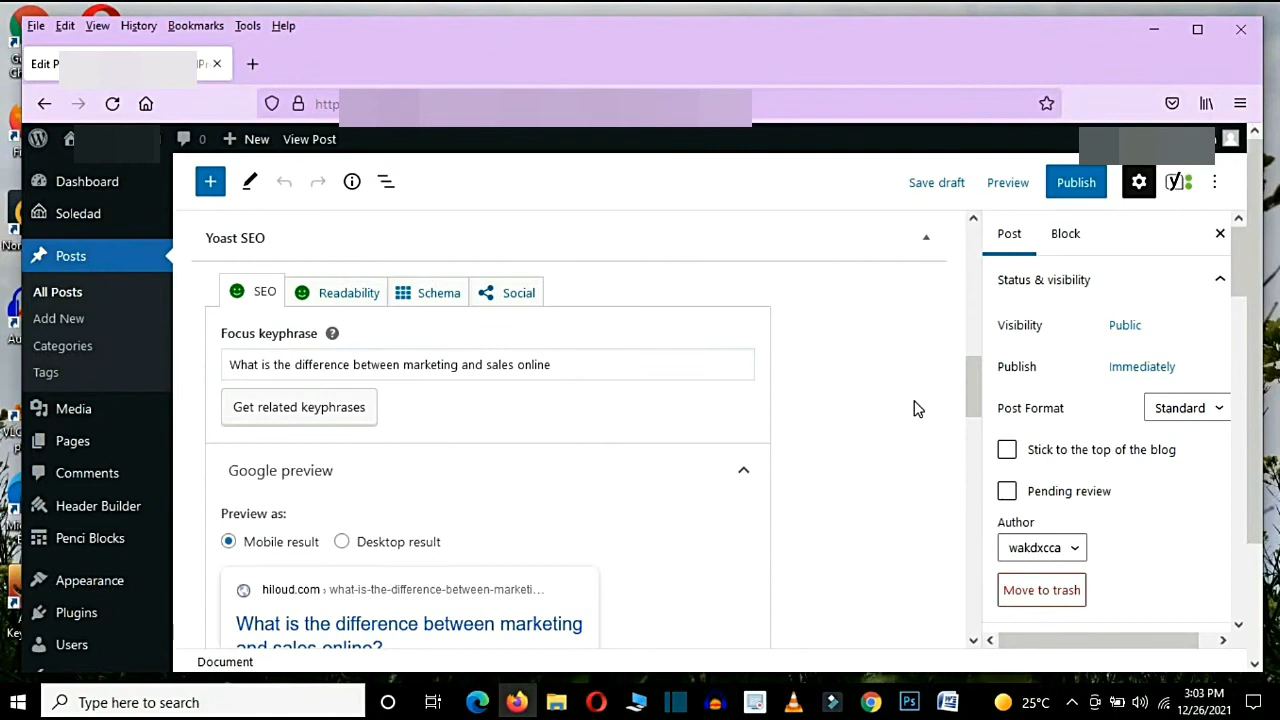 File Edit View History Bookmarks Tools Help
Edit P
http
0 New View Post
Dashboard
Soledad
Posts
All Posts
Add New
Categories
Tags
Media
Pages
Comments
Header Builder
Penci Blocks
Appearance
Plugins
Users
Save draft Preview Publish
Yoast SEO
SEO Readability Schema Social
Focus keyphrase
What is the difference between marketing and sales online
Get related keyphrases
Google preview
Preview as:
Mobile result Desktop result
hiloud.com › what-is-the-difference-between-marketi...
What is the difference between marketing
and sales online?
Document
Post Block
Status & visibility
Visibility Public
Publish Immediately
Post Format Standard
Stick to the top of the blog
Pending review
Author
wakdxcca
Move to trash
Type here to search
25°C
3:03 PM
12/26/2021